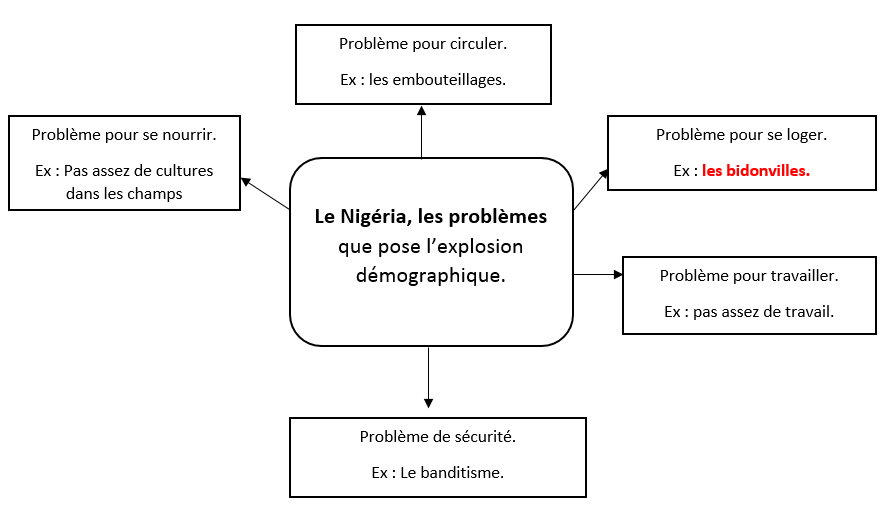 Problème pour circuler.
Ex : les embouteillages.
Problème pour se nourrir.
Ex : Pas assez de cultures
dans les champs
Problème pour se loger.
Ex : les bidonvilles.
Le Nigéria, les problèmes
que pose l’explosion
démographique.
Problème pour travailler.
Ex : pas assez de travail.
Problème de sécurité.
Ex : Le banditisme.